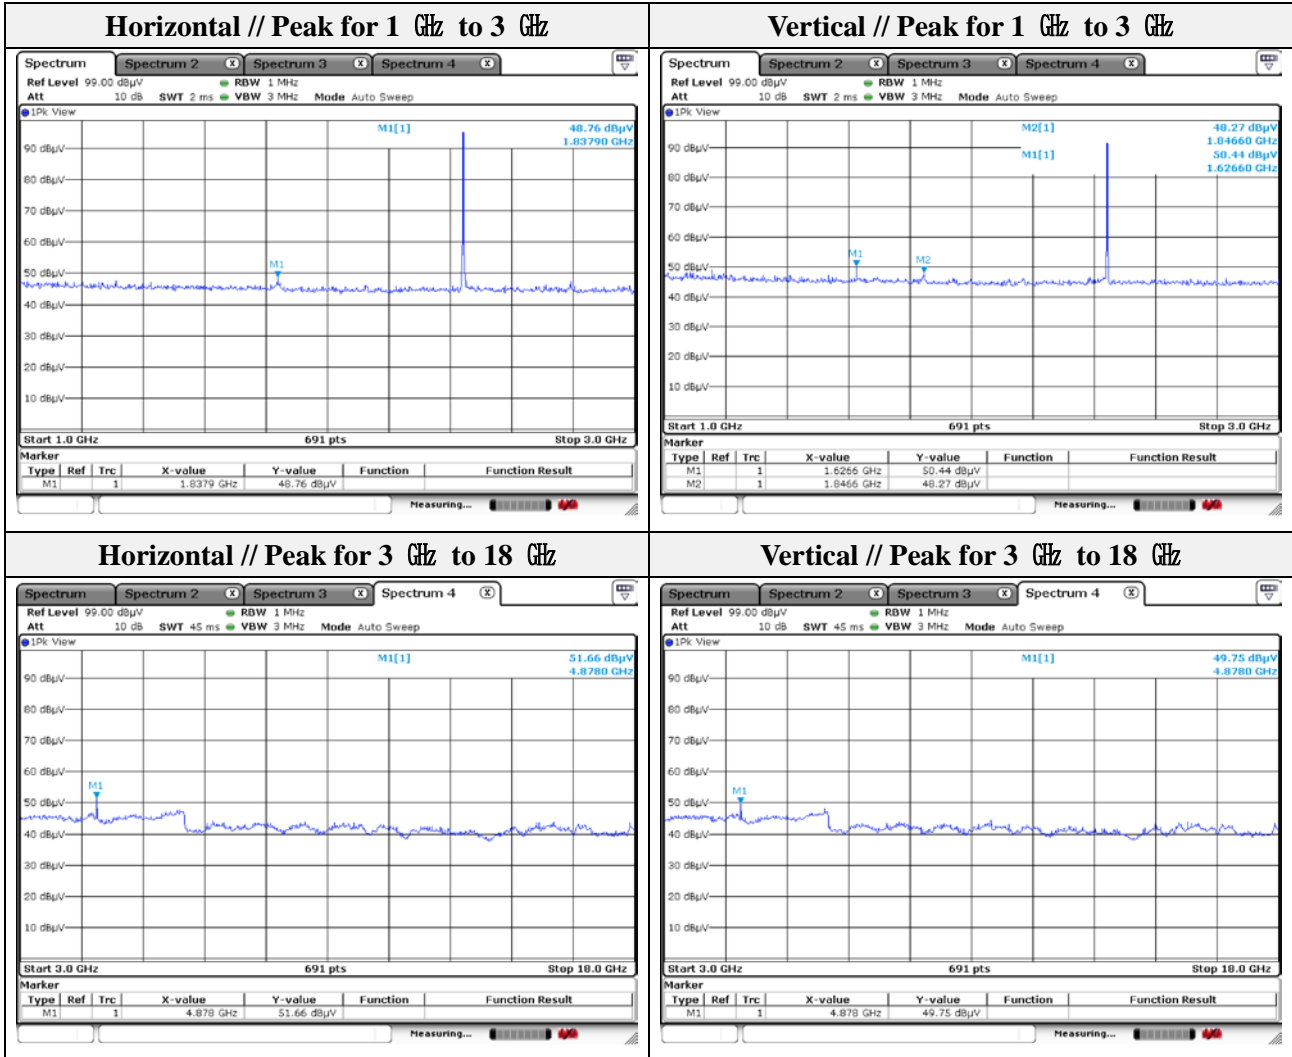 Horizontal // Peak for 1 ㎓ to 3 ㎓
Spectrum Spectrum 2 X Spectrum 3 X Spectrum 4 X
Ref Level 99.00 dBµV RBW 1 MHz
Att 10 dB SWT 2 ms VBW 3 MHz Mode Auto Sweep
1Pk View
M1[1] 48.76 dBµV
1.83790 GHz
90 dBµV
80 dBµV
70 dBµV
60 dBµV
M1
50 dBµV
40 dBµV
30 dBµV
20 dBµV
10 dBµV
Start 1.0 GHz 691 pts Stop 3.0 GHz
Marker
Type Ref Trc X-value Y-value Function Function Result
M1 1 1.8379 GHz 48.76 dBµV
Measuring...
Vertical // Peak for 1 ㎓ to 3 ㎓
Spectrum Spectrum 2 X Spectrum 3 X Spectrum 4 X
Ref Level 99.00 dBµV RBW 1 MHz
Att 10 dB SWT 2 ms VBW 3 MHz Mode Auto Sweep
1Pk View
M2[1] 48.27 dBµV
1.84660 GHz
90 dBµV
M1[1] 50.44 dBµV
1.62660 GHz
80 dBµV
70 dBµV
60 dBµV
M1 M2
50 dBµV
40 dBµV
30 dBµV
20 dBµV
10 dBµV
Start 1.0 GHz 691 pts Stop 3.0 GHz
Marker
Type Ref Trc X-value Y-value Function Function Result
M1 1 1.6266 GHz 50.44 dBµV
M2 1 1.8466 GHz 48.27 dBµV
Measuring...
Horizontal // Peak for 3 ㎓ to 18 ㎓
Spectrum Spectrum 2 X Spectrum 3 X Spectrum 4 X
Ref Level 99.00 dBµV RBW 1 MHz
Att 10 dB SWT 45 ms VBW 3 MHz Mode Auto Sweep
1Pk View
M1[1] 51.66 dBµV
4.8780 GHz
90 dBµV
80 dBµV
70 dBµV
60 dBµV
M1
50 dBµV
40 dBµV
30 dBµV
20 dBµV
10 dBµV
Start 3.0 GHz 691 pts Stop 18.0 GHz
Marker
Type Ref Trc X-value Y-value Function Function Result
M1 1 4.878 GHz 51.66 dBµV
Measuring...
Vertical // Peak for 3 ㎓ to 18 ㎓
Spectrum Spectrum 2 X Spectrum 3 X Spectrum 4 X
Ref Level 99.00 dBµV RBW 1 MHz
Att 10 dB SWT 45 ms VBW 3 MHz Mode Auto Sweep
1Pk View
M1[1] 49.75 dBµV
4.8780 GHz
90 dBµV
80 dBµV
70 dBµV
60 dBµV
M1
50 dBµV
40 dBµV
30 dBµV
20 dBµV
10 dBµV
Start 3.0 GHz 691 pts Stop 18.0 GHz
Marker
Type Ref Trc X-value Y-value Function Function Result
M1 1 4.878 GHz 49.75 dBµV
Measuring...